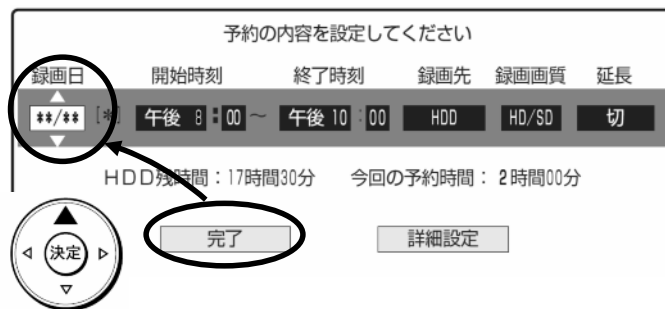 予約の内容を設定してください
録画日 開始時刻 終了時刻 録画先 録画画質 延長
**/** [*] 午後 8:00 ～ 午後 10:00 HDD HD/SD 切
HDD残時間：17時間30分 今回の予約時間：2時間00分
完了 詳細設定
決定